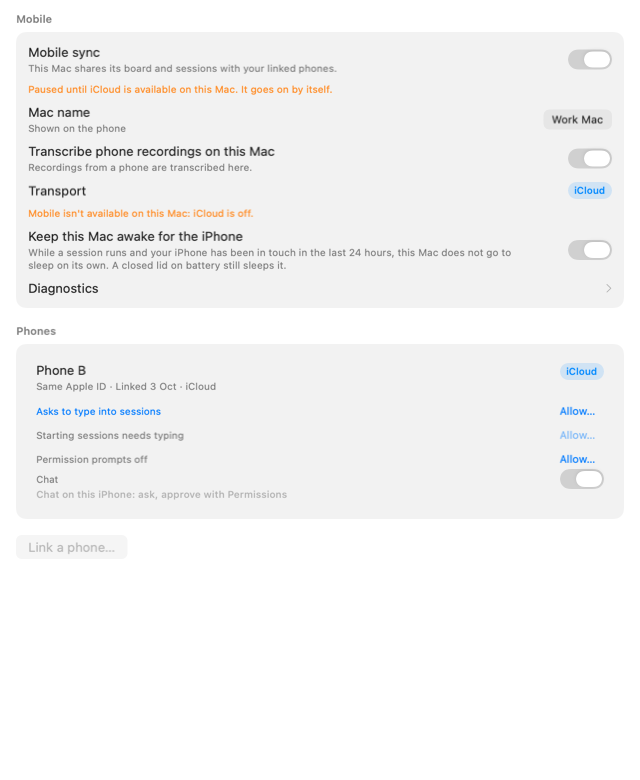 Mobile
Mobile sync
This Mac shares its board and sessions with your linked phones.
Paused until iCloud is available on this Mac. It goes on by itself.
Mac name
Shown on the phone
Work Mac
Transcribe phone recordings on this Mac
Recordings from a phone are transcribed here.
Transport
iCloud
Mobile isn't available on this Mac: iCloud is off.
Keep this Mac awake for the iPhone
While a session runs and your iPhone has been in touch in the last 24 hours, this Mac does not go to
sleep on its own. A closed lid on battery still sleeps it.
Diagnostics
Phones
Phone B
iCloud
Same Apple ID · Linked 3 Oct · iCloud
Asks to type into sessions
Allow...
Starting sessions needs typing
Allow...
Permission prompts off
Allow...
Chat
Chat on this iPhone: ask, approve with Permissions
Link a phone...